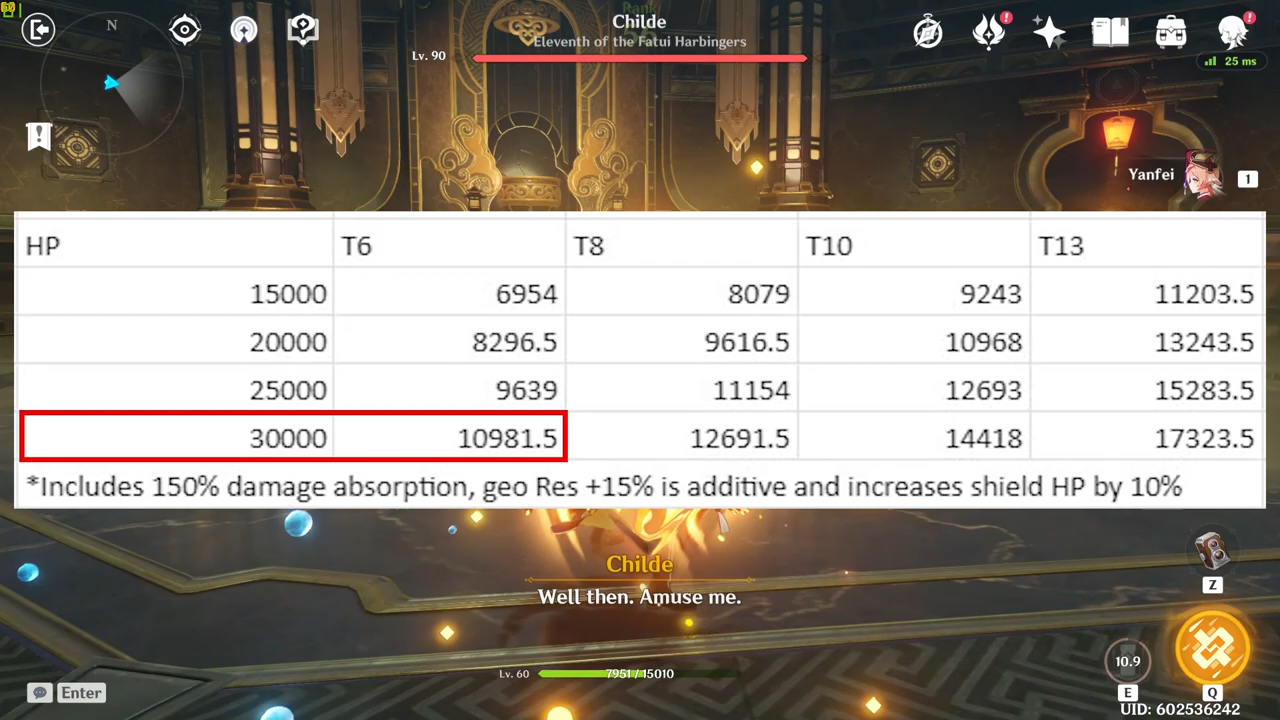 N
Childe
Eleventh of the Fatui Harbingers
Lv. 90
25 ms
Yanfei
1
HP T6 T8 T10 T13
15000 6954 8079 9243 11203.5
20000 8296.5 9616.5 10968 13243.5
25000 9639 11154 12693 15283.5
30000 10981.5 12691.5 14418 17323.5
*Includes 150% damage absorption, geo Res +15% is additive and increases shield HP by 10%
Childe
Well then. Amuse me.
Z
Lv. 60 7951 / 15010
10.9
Enter
E
Q
UID: 602536242